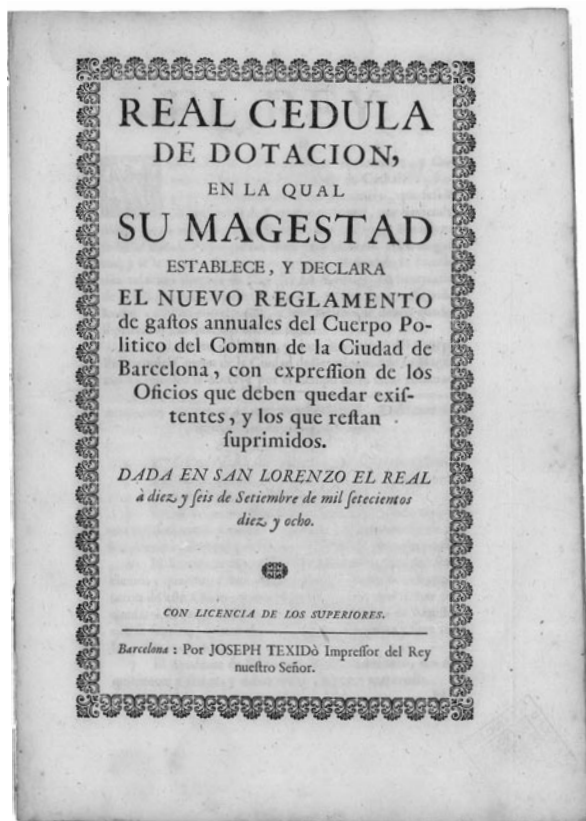 REAL CEDULA
DE DOTACION,
EN LA QUAL
SU MAGESTAD
ESTABLECE, Y DECLARA
EL NUEVO REGLAMENTO
de gaſtos annuales del Cuerpo Po-
litico del Comun de la Ciudad de
Barcelona, con expreſſion de los
Oficios que deben quedar exiſ-
tentes, y los que reſtan
ſuprimidos.
DADA EN SAN LORENZO EL REAL
à diez y ſeis de Setiembre de mil ſetecientos
diez y ocho.
CON LICENCIA DE LOS SUPERIORES.
Barcelona: Por JOSEPH TEXIDò Impreſſor del Rey
nueſtro Señor.